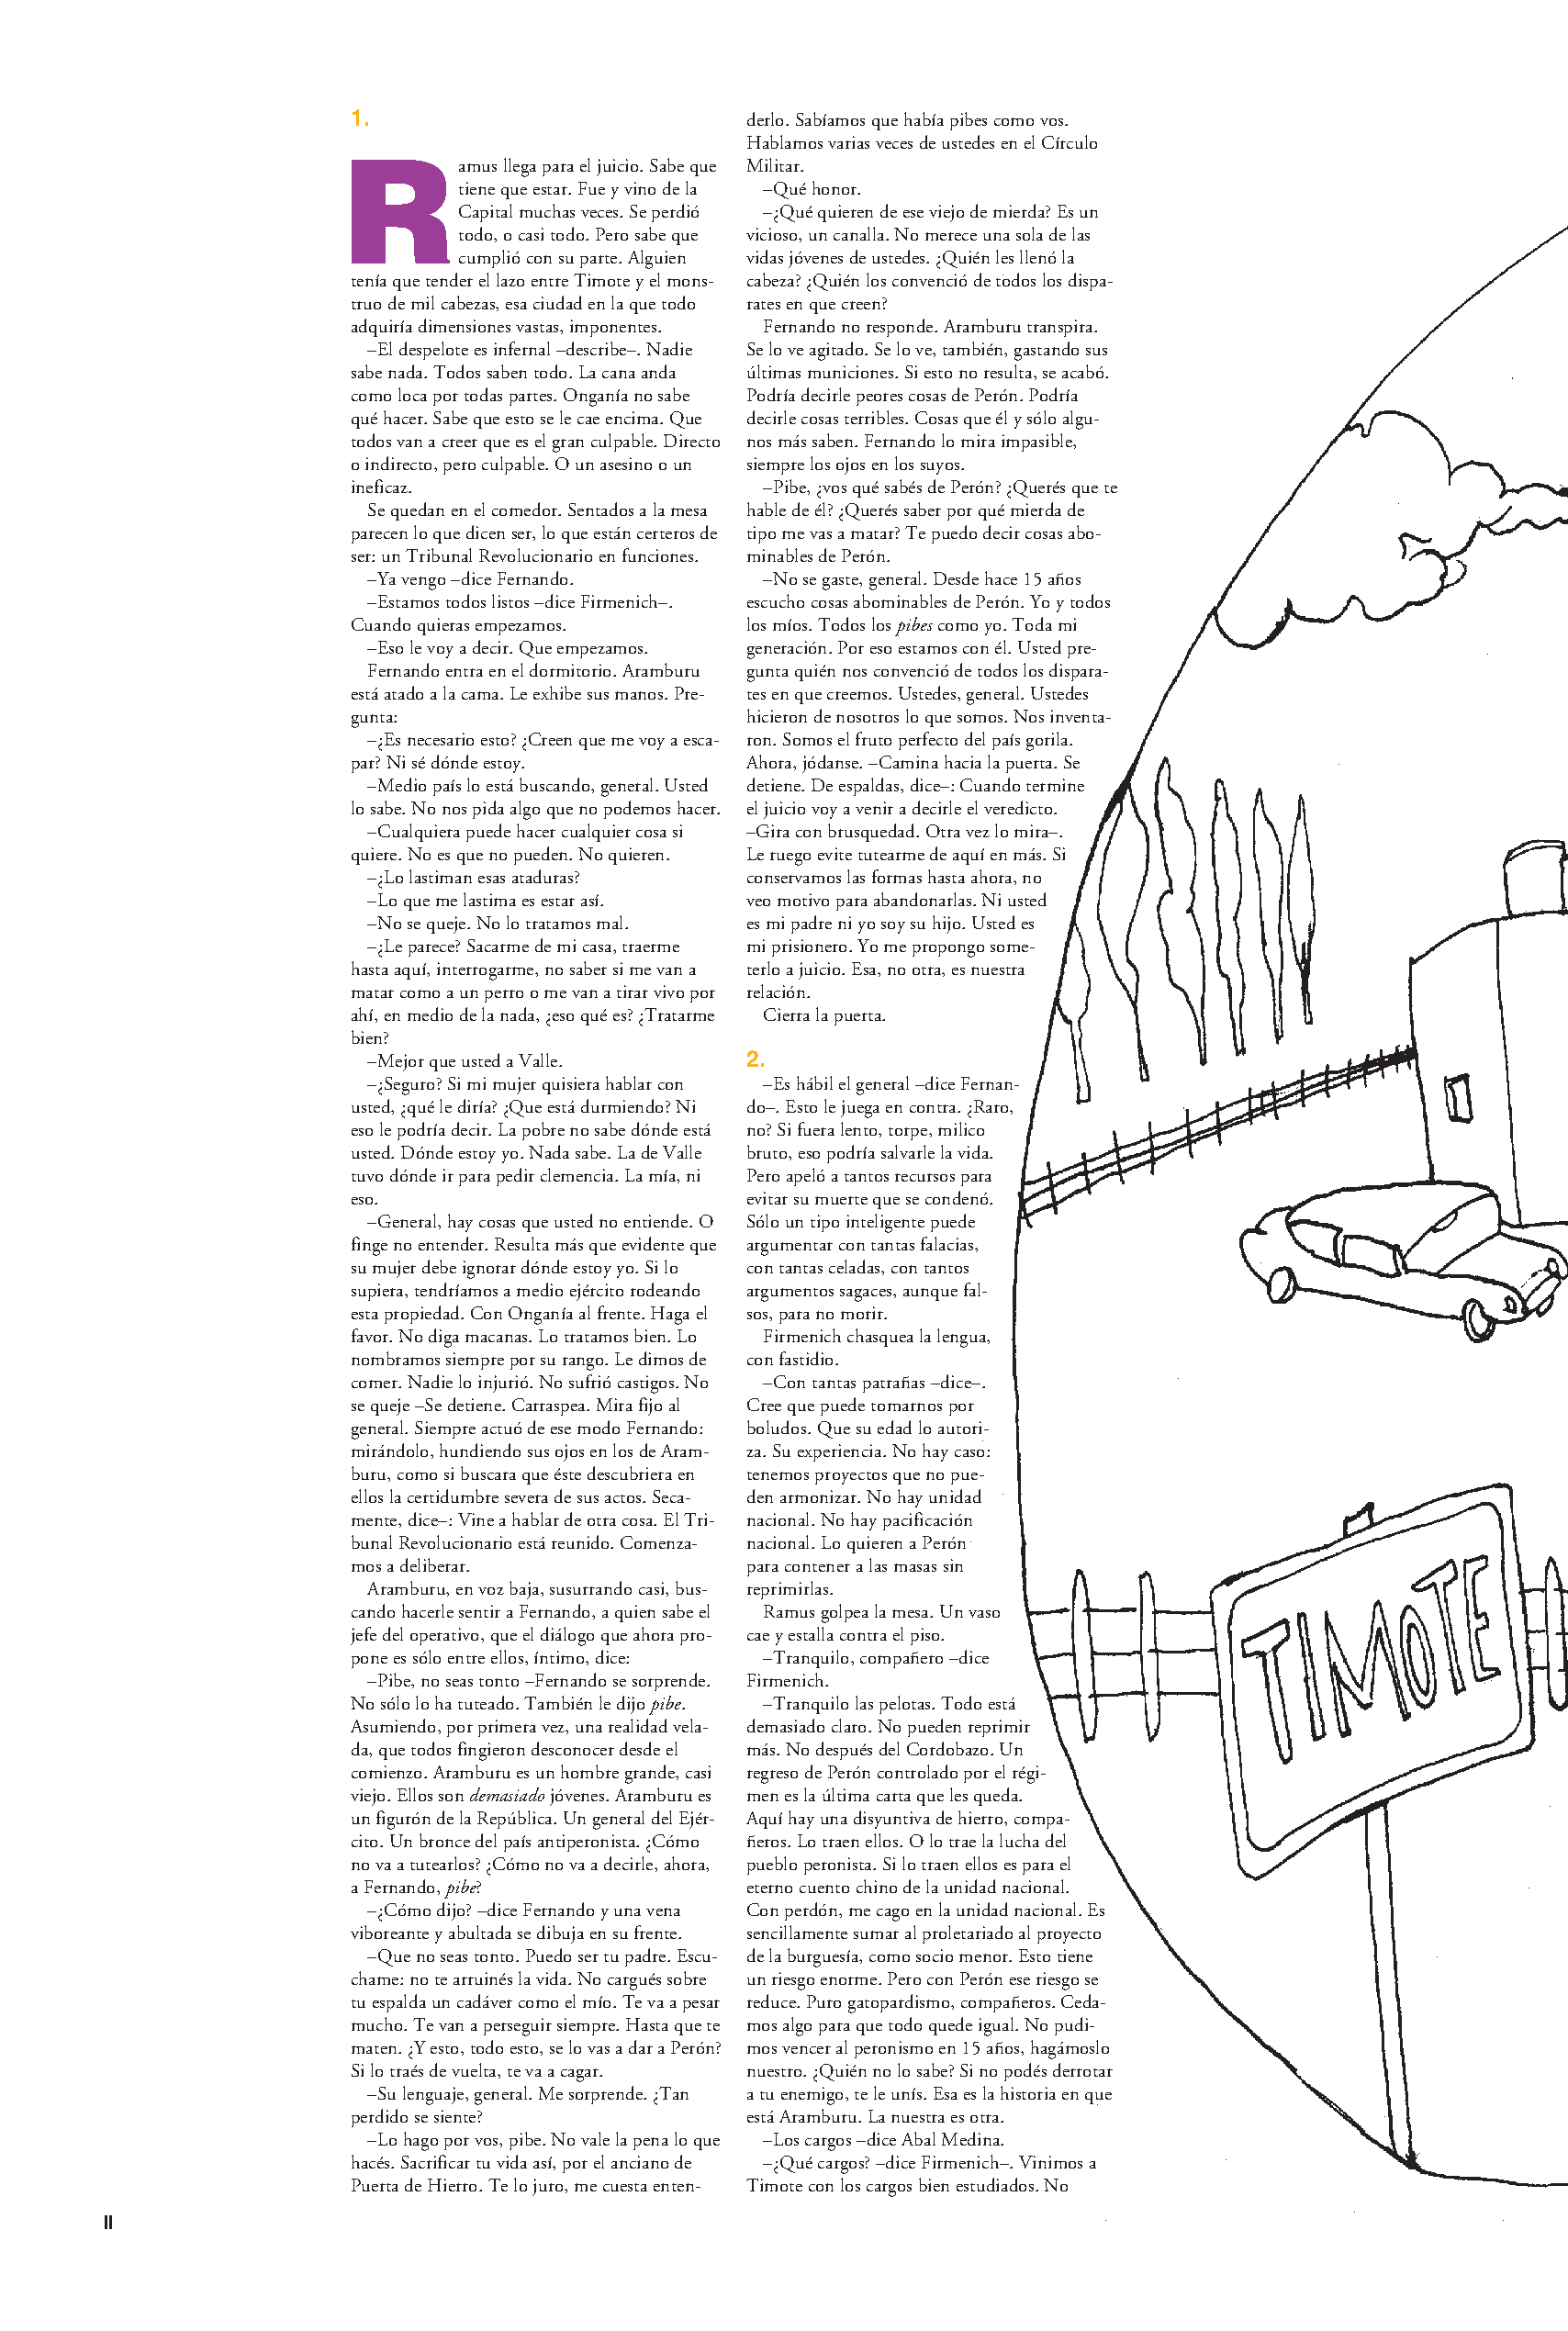 1.
Ramus llega para el juicio. Sabe que
tiene que estar. Fue y vino de la
Capital muchas veces. Se perdió
todo, o casi todo. Pero sabe que
cumplió con su parte. Alguien
tenía que tender el lazo entre Timote y el mons-
truo de mil cabezas, esa ciudad en la que todo
adquiría dimensiones vastas, imponentes.
–El despelote es infernal –describe–. Nadie
sabe nada. Todos saben todo. La cana anda
como loca por todas partes. Onganía no sabe
qué hacer. Sabe que esto se le cae encima. Que
todos van a creer que es el gran culpable. Directo
o indirecto, pero culpable. O un asesino o un
ineficaz.
Se quedan en el comedor. Sentados a la mesa
parecen lo que dicen ser, lo que están certeros de
ser: un Tribunal Revolucionario en funciones.
–Ya vengo –dice Fernando.
–Estamos todos listos –dice Firmenich–.
Cuando quieras empezamos.
–Eso le voy a decir. Que empezamos.
Fernando entra en el dormitorio. Aramburu
está atado a la cama. Le exhibe sus manos. Pre-
gunta:
–¿Es necesario esto? ¿Creen que me voy a esca-
par? Ni sé dónde estoy.
–Medio país lo está buscando, general. Usted
lo sabe. No nos pida algo que no podemos hacer.
–Cualquiera puede hacer cualquier cosa si
quiere. No es que no pueden. No quieren.
–¿Lo lastiman esas ataduras?
–Lo que me lastima es estar así.
–No se queje. No lo tratamos mal.
–¿Le parece? Sacarme de mi casa, traerme
hasta aquí, interrogarme, no saber si me van a
matar como a un perro o me van a tirar vivo por
ahí, en medio de la nada, ¿eso qué es? ¿Tratarme
bien?
–Mejor que usted a Valle.
–¿Seguro? Si mi mujer quisiera hablar con
usted, ¿qué le diría? ¿Que está durmiendo? Ni
eso le podría decir. La pobre no sabe dónde está
usted. Dónde estoy yo. Nada sabe. La de Valle
tuvo dónde ir para pedir clemencia. La mía, ni
eso.
–General, hay cosas que usted no entiende. O
finge no entender. Resulta más que evidente que
su mujer debe ignorar dónde estoy yo. Si lo
supiera, tendríamos a medio ejército rodeando
esta propiedad. Con Onganía al frente. Haga el
favor. No diga macanas. Lo tratamos bien. Lo
nombramos siempre por su rango. Le dimos de
comer. Nadie lo injurió. No sufrió castigos. No
se queje –Se detiene. Carraspea. Mira fijo al
general. Siempre actuó de ese modo Fernando:
mirándolo, hundiendo sus ojos en los de Aram-
buru, como si buscara que éste descubriera en
ellos la certidumbre severa de sus actos. Seca-
mente, dice–: Vine a hablar de otra cosa. El Tri-
bunal Revolucionario está reunido. Comenza-
mos a deliberar.
Aramburu, en voz baja, susurrando casi, bus-
cando hacerle sentir a Fernando, a quien sabe el
jefe del operativo, que el diálogo que ahora pro-
pone es sólo entre ellos, íntimo, dice:
–Pibe, no seas tonto –Fernando se sorprende.
No sólo lo ha tuteado. También le dijo pibe.
Asumiendo, por primera vez, una realidad vela-
da, que todos fingieron desconocer desde el
comienzo. Aramburu es un hombre grande, casi
viejo. Ellos son demasiado jóvenes. Aramburu es
un figurón de la República. Un general del Ejér-
cito. Un bronce del país antiperonista. ¿Cómo
no va a tutearlos? ¿Cómo no va a decirle, ahora,
a Fernando, pibe?
–¿Cómo dijo? –dice Fernando y una vena
viboreante y abultada se dibuja en su frente.
–Que no seas tonto. Puedo ser tu padre. Escu-
chame: no te arruinés la vida. No cargués sobre
tu espalda un cadáver como el mío. Te va a pesar
mucho. Te van a perseguir siempre. Hasta que te
maten. ¿Y esto, todo esto, se lo vas a dar a Perón?
Si lo traés de vuelta, te va a cagar.
–Su lenguaje, general. Me sorprende. ¿Tan
perdido se siente?
–Lo hago por vos, pibe. No vale la pena lo que
hacés. Sacrificar tu vida así, por el anciano de
Puerta de Hierro. Te lo juro, me cuesta enten-
derlo. Sabíamos que había pibes como vos.
Hablamos varias veces de ustedes en el Círculo
Militar.
–Qué honor.
–¿Qué quieren de ese viejo de mierda? Es un
vicioso, un canalla. No merece una sola de las
vidas jóvenes de ustedes. ¿Quién les llenó la
cabeza? ¿Quién los convenció de todos los dispa-
rates en que creen?
Fernando no responde. Aramburu transpira.
Se lo ve agitado. Se lo ve, también, gastando sus
últimas municiones. Si esto no resulta, se acabó.
Podría decirle peores cosas de Perón. Podría
decirle cosas terribles. Cosas que él y sólo algu-
nos más saben. Fernando lo mira impasible,
siempre los ojos en los suyos.
–Pibe, ¿vos qué sabés de Perón? ¿Querés que te
hable de él? ¿Querés saber por qué mierda de
tipo me vas a matar? Te puedo decir cosas abo-
minables de Perón.
–No se gaste, general. Desde hace 15 años
escucho cosas abominables de Perón. Yo y todos
los míos. Todos los pibes como yo. Toda mi
generación. Por eso estamos con él. Usted pre-
gunta quién nos convenció de todos los dispara-
tes en que creemos. Ustedes, general. Ustedes
hicieron de nosotros lo que somos. Nos inventa-
ron. Somos el fruto perfecto del país gorila.
Ahora, jódanse. –Camina hacia la puerta. Se
detiene. De espaldas, dice–: Cuando termine
el juicio voy a venir a decirle el veredicto.
–Gira con brusquedad. Otra vez lo mira–.
Le ruego evite tutearme de aquí en más. Si
conservamos las formas hasta ahora, no
veo motivo para abandonarlas. Ni usted
es mi padre ni yo soy su hijo. Usted es
mi prisionero. Yo me propongo some-
terlo a juicio. Esa, no otra, es nuestra
relación.
Cierra la puerta.
2.
–Es hábil el general –dice Fernan-
do–. Esto le juega en contra. ¿Raro,
no? Si fuera lento, torpe, milico
bruto, eso podría salvarle la vida.
Pero apeló a tantos recursos para
evitar su muerte que se condenó.
Sólo un tipo inteligente puede
argumentar con tantas falacias,
con tantas celadas, con tantos
argumentos sagaces, aunque fal-
sos, para no morir.
Firmenich chasquea la lengua,
con fastidio.
–Con tantas patrañas –dice–.
Cree que puede tomarnos por
boludos. Que su edad lo autori-
za. Su experiencia. No hay caso:
tenemos proyectos que no pue-
den armonizar. No hay unidad
nacional. No hay pacificación
nacional. Lo quieren a Perón
para contener a las masas sin
reprimirlas.
Ramus golpea la mesa. Un vaso
cae y estalla contra el piso.
–Tranquilo, compañero –dice
Firmenich.
–Tranquilo las pelotas. Todo está
demasiado claro. No pueden reprimir
más. No después del Cordobazo. Un
regreso de Perón controlado por el régi-
men es la última carta que les queda.
Aquí hay una disyuntiva de hierro, compa-
ñeros. Lo traen ellos. O lo trae la lucha del
pueblo peronista. Si lo traen ellos es para el
eterno cuento chino de la unidad nacional.
Con perdón, me cago en la unidad nacional. Es
sencillamente sumar al proletariado al proyecto
de la burguesía, como socio menor. Esto tiene
un riesgo enorme. Pero con Perón ese riesgo se
reduce. Puro gatopardismo, compañeros. Ceda-
mos algo para que todo quede igual. No pudi-
mos vencer al peronismo en 15 años, hagámoslo
nuestro. ¿Quién no lo sabe? Si no podés derrotar
a tu enemigo, te le unís. Esa es la historia en que
está Aramburu. La nuestra es otra.
–Los cargos –dice Abal Medina.
–¿Qué cargos? –dice Firmenich–. Vinimos a
Timote con los cargos bien estudiados. No
TIMOTE
II